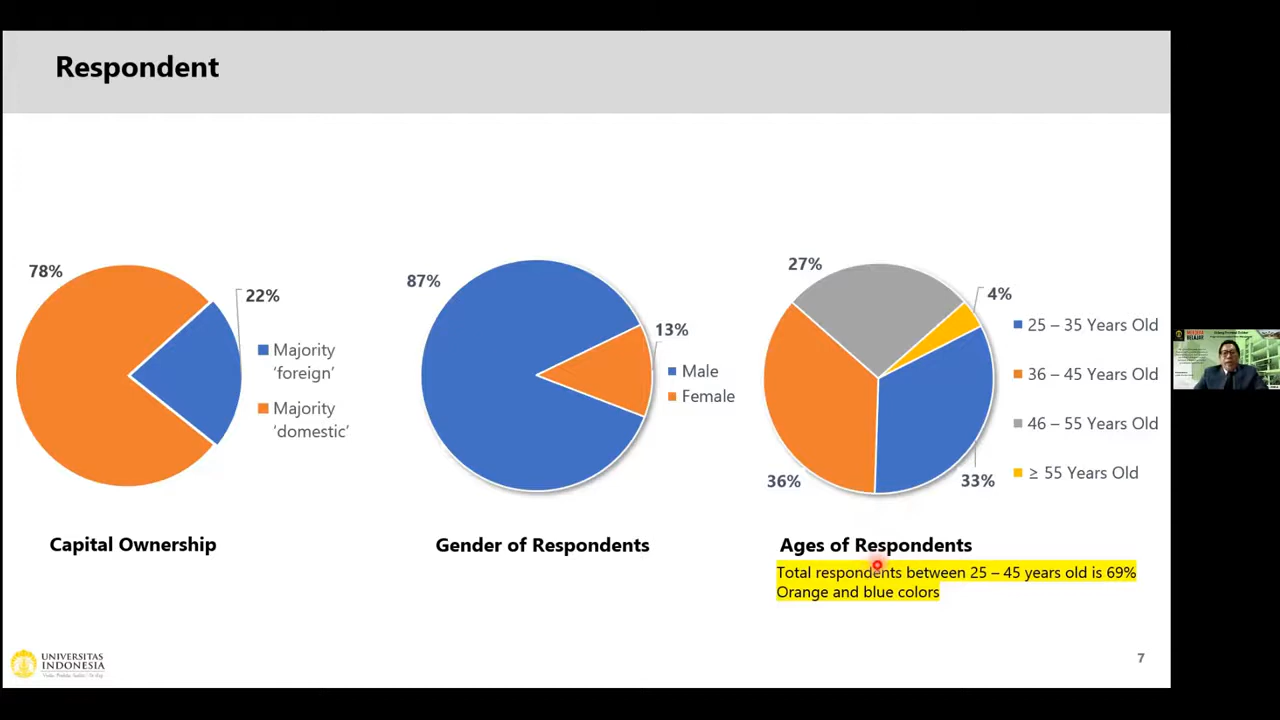 Respondent
78%
22%
Majority
‘foreign’
Majority
‘domestic’
Capital Ownership
87%
13%
Male
Female
Gender of Respondents
27%
4%
36%
33%
25 – 35 Years Old
36 – 45 Years Old
46 – 55 Years Old
≥ 55 Years Old
Ages of Respondents
Total respondents between 25 – 45 years old is 69%
Orange and blue colors
UNIVERSITAS
INDONESIA
7